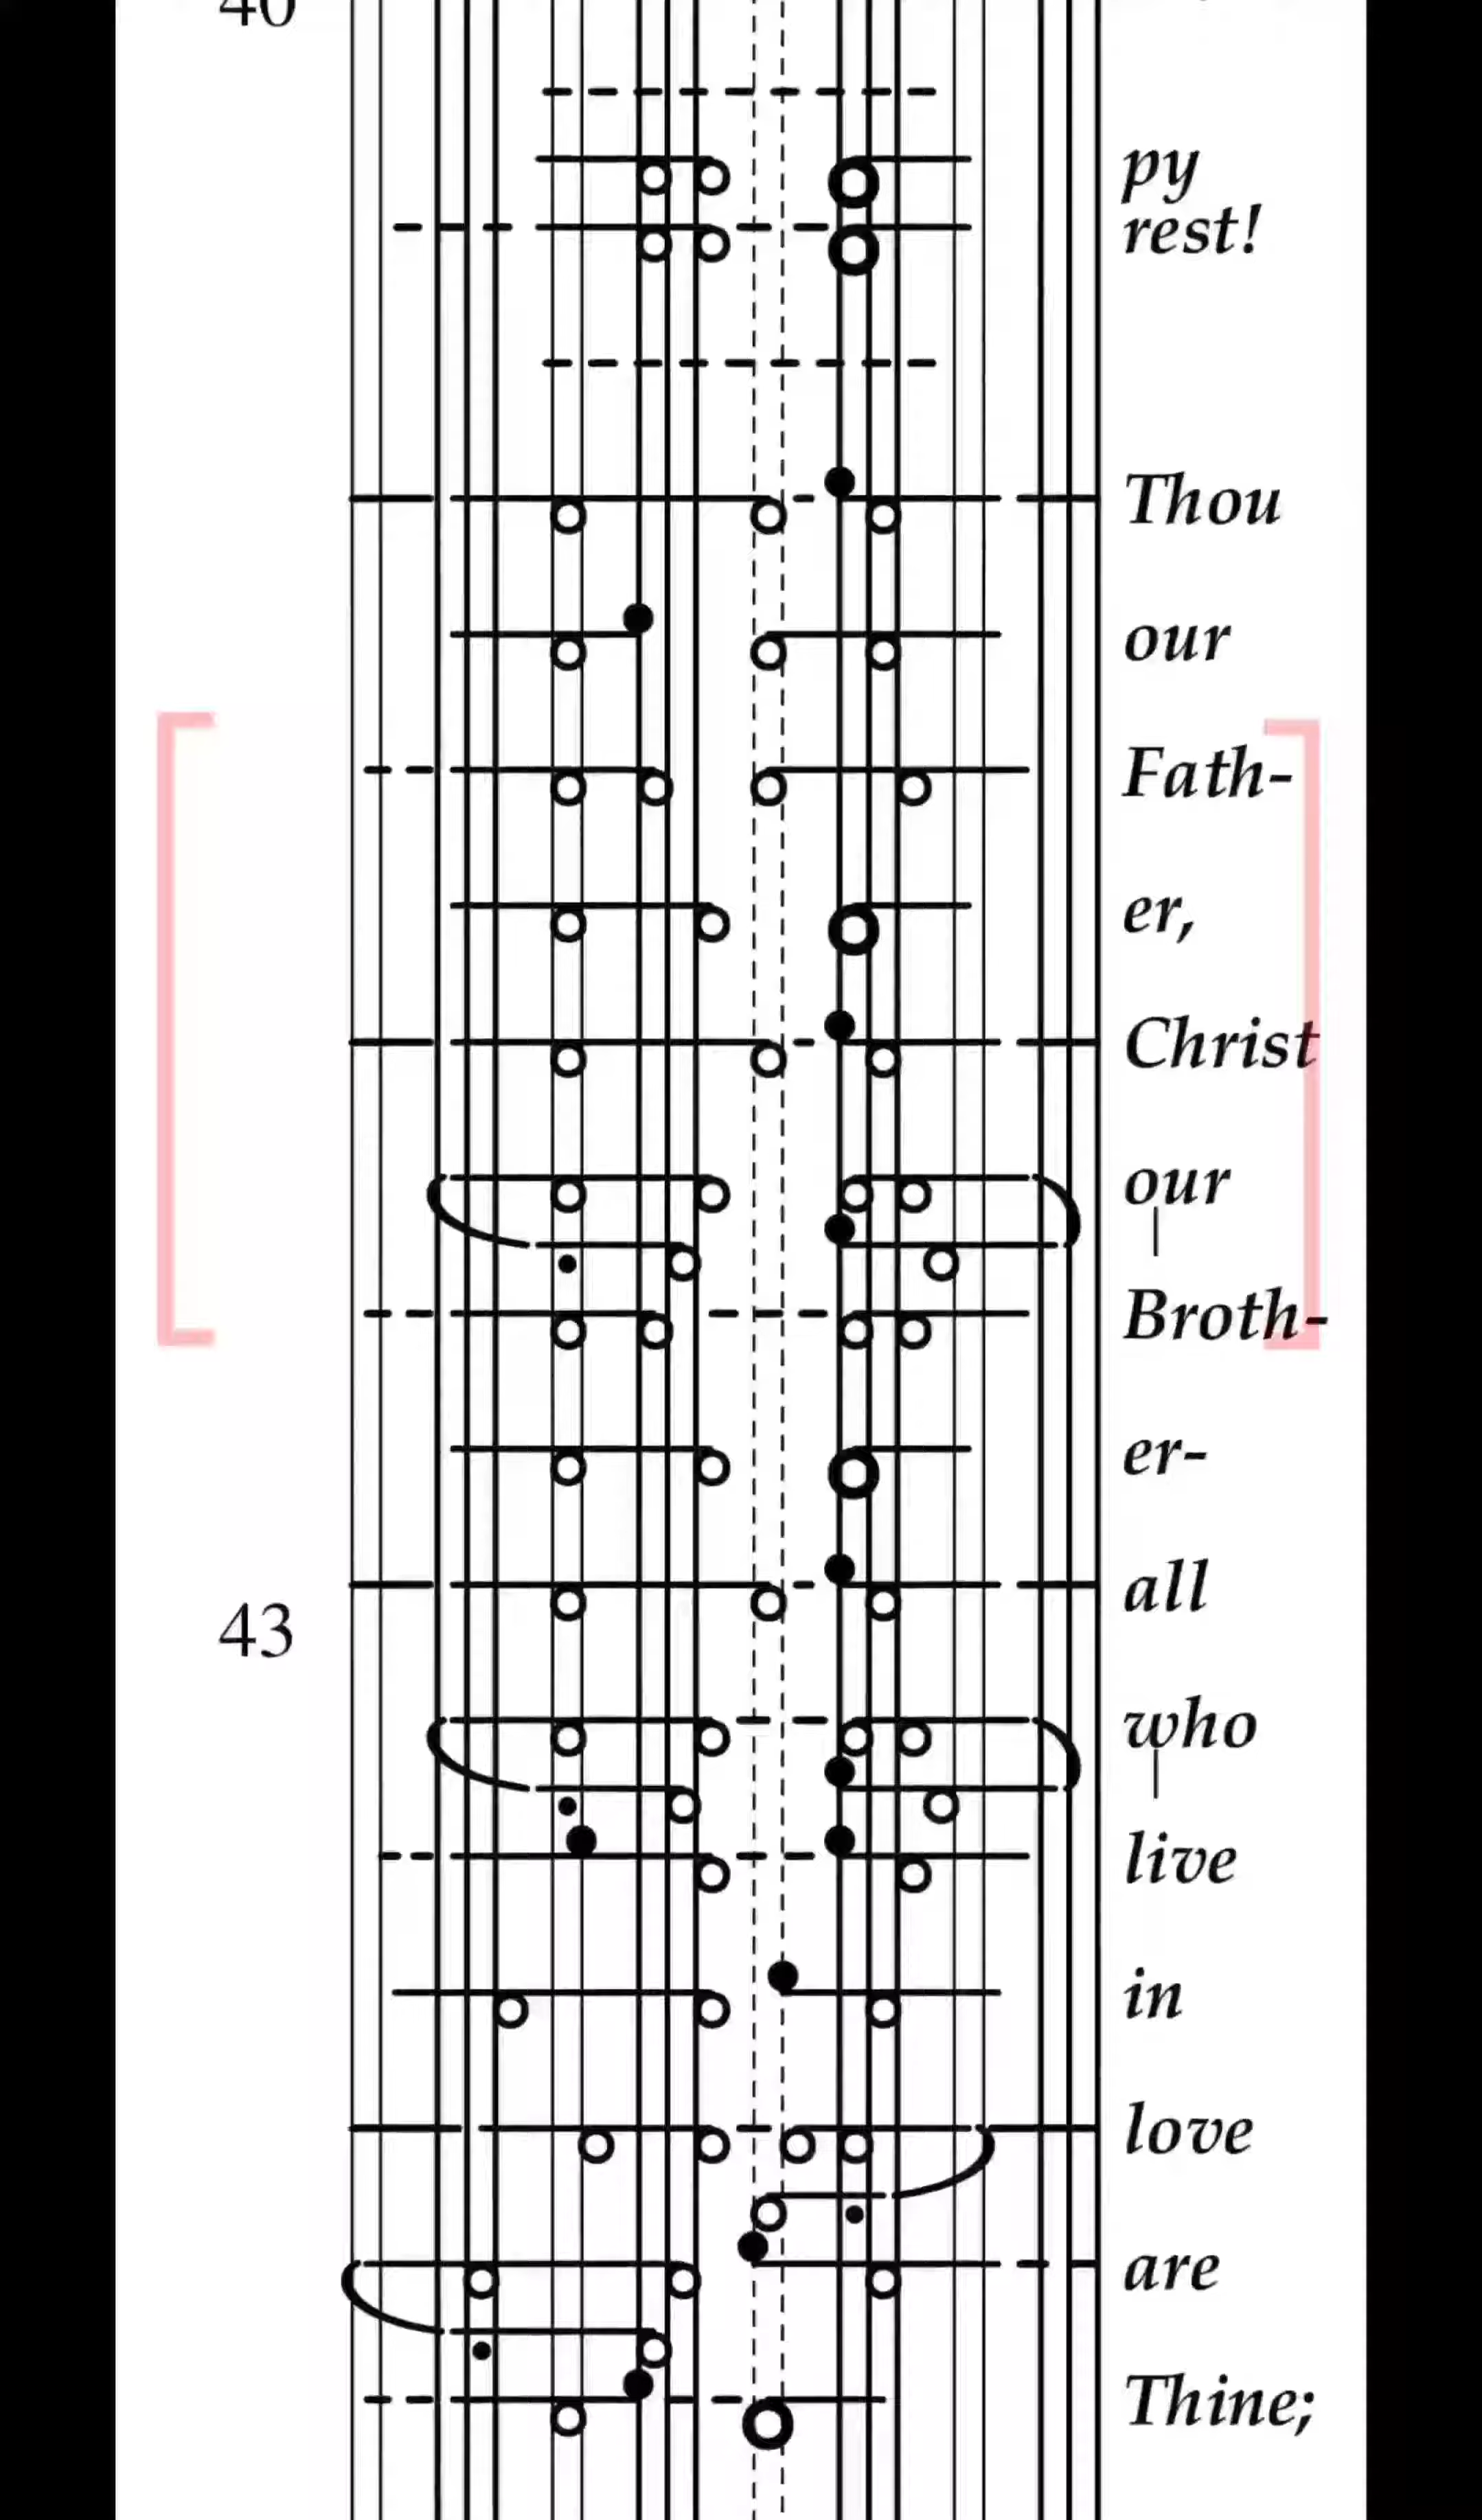 40
py
rest!
Thou
our
Fath-
er,
Christ
our
Broth-
er-
all
43
who
live
in
love
are
Thine;